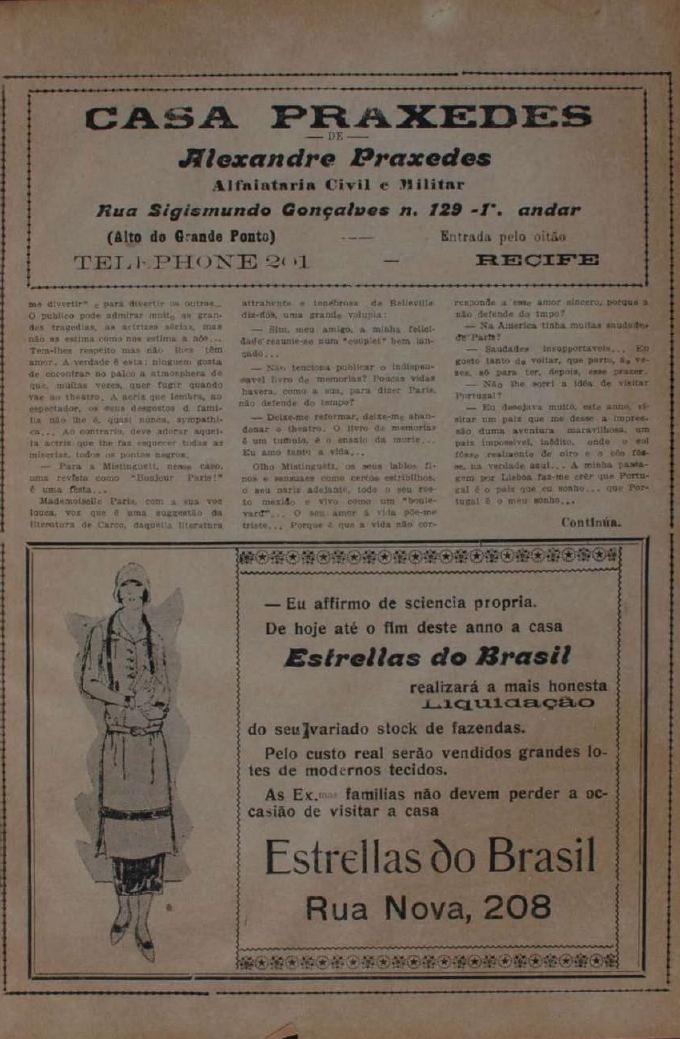 CASA PRAXEDES
— DE —
Alexandre Praxedes
Alfaiataria Civil e Militar
Rua Sigismundo Gonçalves n. 129 -1°. andar
(Alto do Grande Ponto) --— Entrada pelo oitão
TELEPHONE 201 — RECIFE
me divertir" e para divertir os outros...
O publico pode admirar muito as gran-
des tragedias, as actrizes sérias, mas
não as estima como nos estima a nós...
Tem-lhes respeito mas não lhes têm
amor. A verdade é esta: ninguem gosta
de encontrar no palco a atmosphera de
que, muitas vezes, quer fugir quando
vae ao theatro. A actriz que lembra, ao
espectador, os seus desgostos d. fami-
lia não lhe é, quasi nunca, sympathi-
ca... Ao contrario, deve adorar aquel-
la actriz que lhe faz esquecer todas as
miserias, todos os pontos negros.
— Para a Mistinguett, nesse caso,
uma revista como "Bonjour Paris!"
é uma festa...
Mademoiselle Paris, com a sua voz
louca, voz que é uma suggestão da
literatura de Carco, daquella literatura
attrahente e tenebrosa de Belleville
diz-nos, uma grande volupia:
— Sim, meu amigo, a minha felici-
dade resume-se num "couplet" bem lan-
çado...
— Não tenciona publicar o indispen-
savel livro de memorias? Poucas vidas
havera, como a sua, para dizer Paris,
não defende do tempo?
— Deixe-me reformar, deixe-me aban-
donar o theatro. O livro de memorias
é um tumulo, é o ensaio da morte...
Eu amo tanto a vida...
Olho Mistinguett, os seus labios fi-
nos e sensuaes como certos estribilhos,
o seu nariz adejante, todo o seu ros-
to mexido e vivo como um "boule-
vard"... O seu amor á vida põe-me
triste... Porque é que a vida não cor-
responde a esse amor sincero, porque a
não defende do tmpo?
— Na America tinha muitas saudades
de Paris?
— Saudades insupportaveis... Eu
gosto tanto de voltar, que parto, ás ve-
zes, só para ter, depois, esse prazer.
— Não lhe sorri a idéa de visitar
Portugal?
— Eu desejava muito, este anno, vi-
sitar um paiz que me desse a impres-
são duma aventura maravilhosa, um
paiz impossivel, inédito, onde o sol
fôsse realmente de oiro e o céo fôs-
se, na verdade azul... A minha passa-
gem por Lisbôa faz-me crêr que Portu-
gal é o paiz que eu sonho... que Por-
tugal é o meu sonho...
Continúa.
— Eu affirmo de sciencia propria.
De hoje até o fim deste anno a casa
Estrellas do Brasil
realizará a mais honesta
Liquidação
do seu]variado stock de fazendas.
Pelo custo real serão vendidos grandes lo-
tes de modernos tecidos.
As Ex.mas familias não devem perder a oc-
casião de visitar a casa
Estrellas do Brasil
Rua Nova, 208